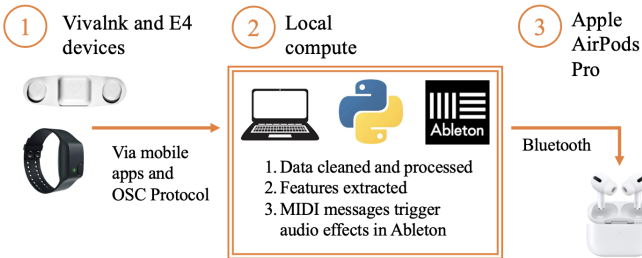 1
Vivalnk and E4
devices
Via mobile
apps and
OSC Protocol
2
Local
compute
Ableton
1. Data cleaned and processed
2. Features extracted
3. MIDI messages trigger
audio effects in Ableton
Bluetooth
3
Apple
AirPods
Pro